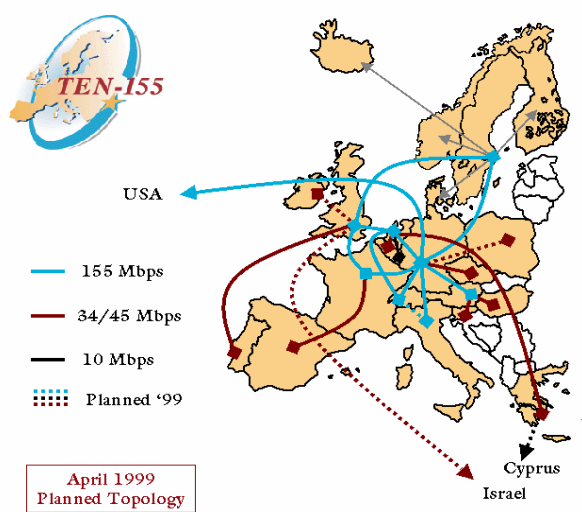 TEN-155
USA
155 Mbps
34/45 Mbps
10 Mbps
Planned ‘99
Cyprus
Israel
April 1999
Planned Topology